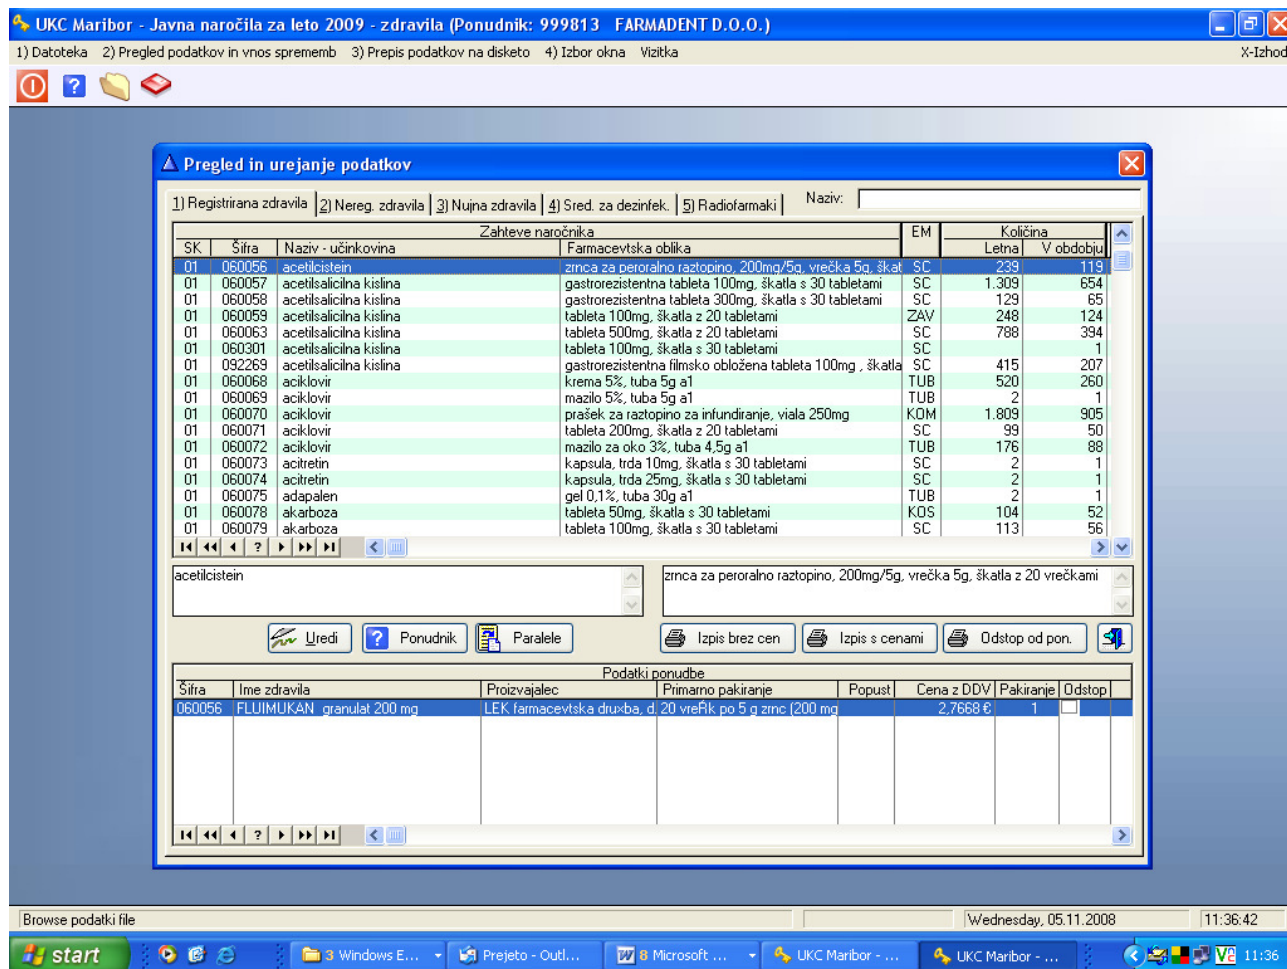 UKC Maribor - Javna naročila za leto 2009 - zdravila (Ponudnik: 999813 FARMADENT D.O.O.)
1) Datoteka 2) Pregled podatkov in vnos sprememb 3) Prepis podatkov na disketo 4) Izbor okna Vizitka X-Izhod
Pregled in urejanje podatkov
1) Registrirana zdravila 2) Nereg. zdravila 3) Nujna zdravila 4) Sred. za dezinfek. 5) Radiofarmaki Naziv:
Zahteve naročnika EM Količina
SK Šifra Naziv - učinkovina Farmacevtska oblika Letna V obdobju
01 060056 acetilcistein zrnca za peroralno raztopino, 200mg/5g, vrečka 5g, škat SC 239 119
01 060057 acetilsalicilna kislina gastrorezistentna tableta 100mg, škatla s 30 tabletami SC 1.309 654
01 060058 acetilsalicilna kislina gastrorezistentna tableta 300mg, škatla s 30 tabletami SC 129 65
01 060059 acetilsalicilna kislina tableta 100mg, škatla z 20 tabletami ZAV 248 124
01 060063 acetilsalicilna kislina tableta 500mg, škatla z 20 tabletami SC 788 394
01 060301 acetilsalicilna kislina tableta 100mg, škatla s 30 tabletami SC 1
01 092269 acetilsalicilna kislina gastrorezistentna filmsko obložena tableta 100mg , škatla SC 415 207
01 060068 aciklovir krema 5%, tuba 5g a1 TUB 520 260
01 060069 aciklovir mazilo 5%, tuba 5g a1 TUB 2 1
01 060070 aciklovir prašek za raztopino za infundiranje, viala 250mg KOM 1.809 905
01 060071 aciklovir tableta 200mg, škatla z 20 tabletami SC 99 50
01 060072 aciklovir mazilo za oko 3%, tuba 4,5g a1 TUB 176 88
01 060073 acitretin kapsula, trda 10mg, škatla s 30 tabletami SC 2 1
01 060074 acitretin kapsula, trda 25mg, škatla s 30 tabletami SC 2 1
01 060075 adapalen gel 0,1%, tuba 30g a1 TUB 2 1
01 060078 akarboza tableta 50mg, škatla s 30 tabletami KOS 104 52
01 060079 akarboza tableta 100mg, škatla s 30 tabletami SC 113 56
acetilcistein zrnca za peroralno raztopino, 200mg/5g, vrečka 5g, škatla z 20 vrečkami
Uredi Ponudnik Paralele Izpis brez cen Izpis s cenami Odstop od pon.
Podatki ponudbe
Šifra Ime zdravila Proizvajalec Primarno pakiranje Popust Cena z DDV Pakiranje Odstop
060056 FLUIMUKAN granulat 200 mg LEK farmacevtska dru×ba, d. 20 vreŘk po 5 g zrnc (200 mg 2,7668 € 1
Browse podatki file Wednesday, 05.11.2008 11:36:42
start 3 Windows E... Prejeto - Outl... 8 Microsoft ... UKC Maribor - ... UKC Maribor - ... 11:36